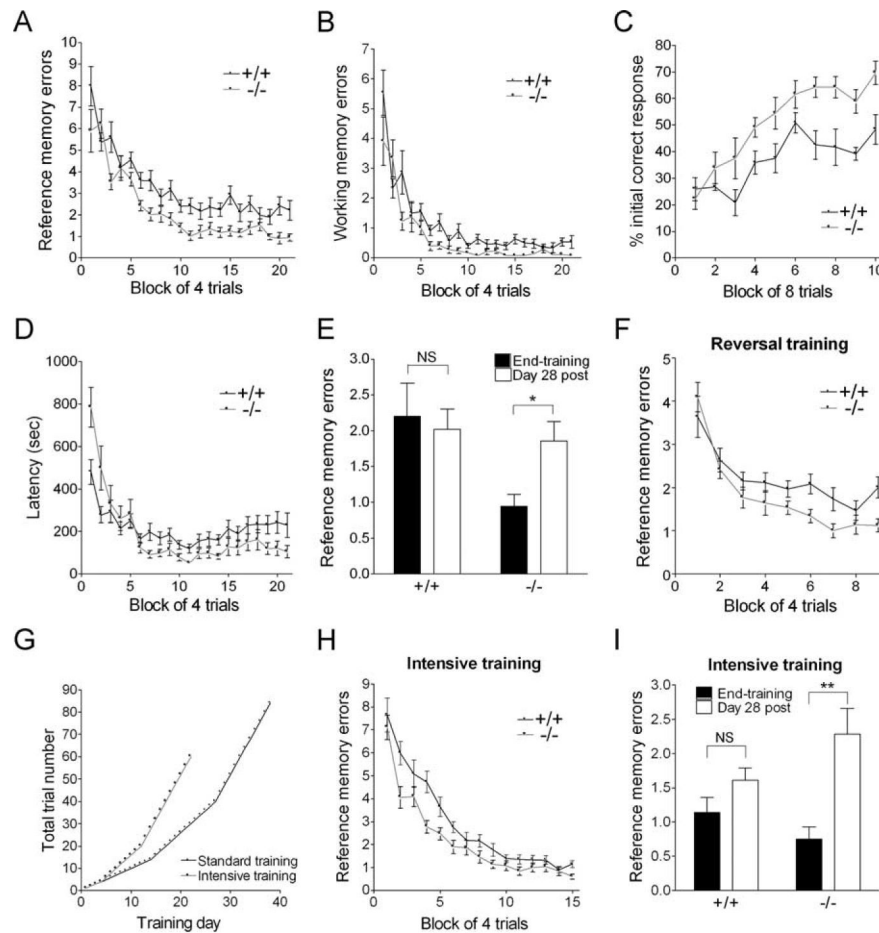 A
Reference memory errors
10
9
8
7
6
5
4
3
2
1
0
0 5 10 15 20
Block of 4 trials
+/+
-/-
B
Working memory errors
7
6
5
4
3
2
1
0
0 5 10 15 20
Block of 4 trials
+/+
-/-
C
% initial correct response
80
70
60
50
40
30
20
10
0
0 2 4 6 8 10
Block of 8 trials
+/+
-/-
D
Latency (sec)
1000
800
600
400
200
0
0 5 10 15 20
Block of 4 trials
+/+
-/-
E
Reference memory errors
3.0
2.5
2.0
1.5
1.0
0.5
0.0
NS
End-training
Day 28 post
*
+/+ -/-
F
Reversal training
Reference memory errors
5
4
3
2
1
0
0 2 4 6 8
Block of 4 trials
+/+
-/-
G
Total trial number
90
80
70
60
50
40
30
20
10
0
0 10 20 30 40
Training day
Standard training
Intensive training
H
Intensive training
Reference memory errors
9
8
7
6
5
4
3
2
1
0
0 5 10 15
Block of 4 trials
+/+
-/-
I
Intensive training
Reference memory errors
3.0
2.5
2.0
1.5
1.0
0.5
0.0
End-training
Day 28 post
**
NS
+/+ -/-